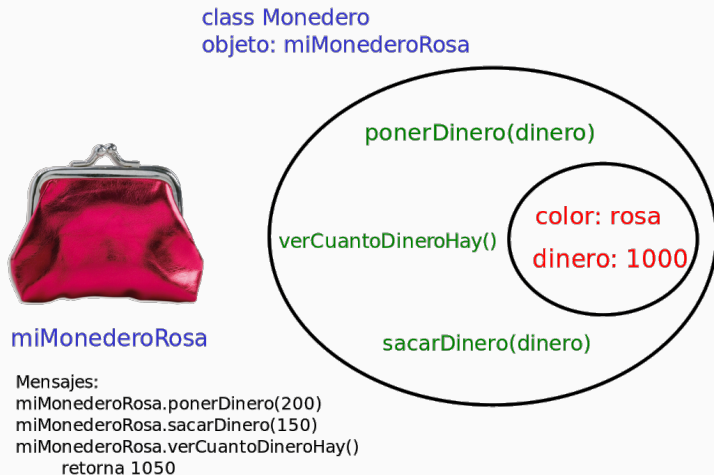 class Monedero
objeto: miMonederoRosa
ponerDinero(dinero)
color: rosa
verCuantoDineroHay()
dinero: 1000
sacarDinero(dinero)
miMonederoRosa
Mensajes:
miMonederoRosa.ponerDinero(200)
miMonederoRosa.sacarDinero(150)
miMonederoRosa.verCuantoDineroHay()
retorna 1050